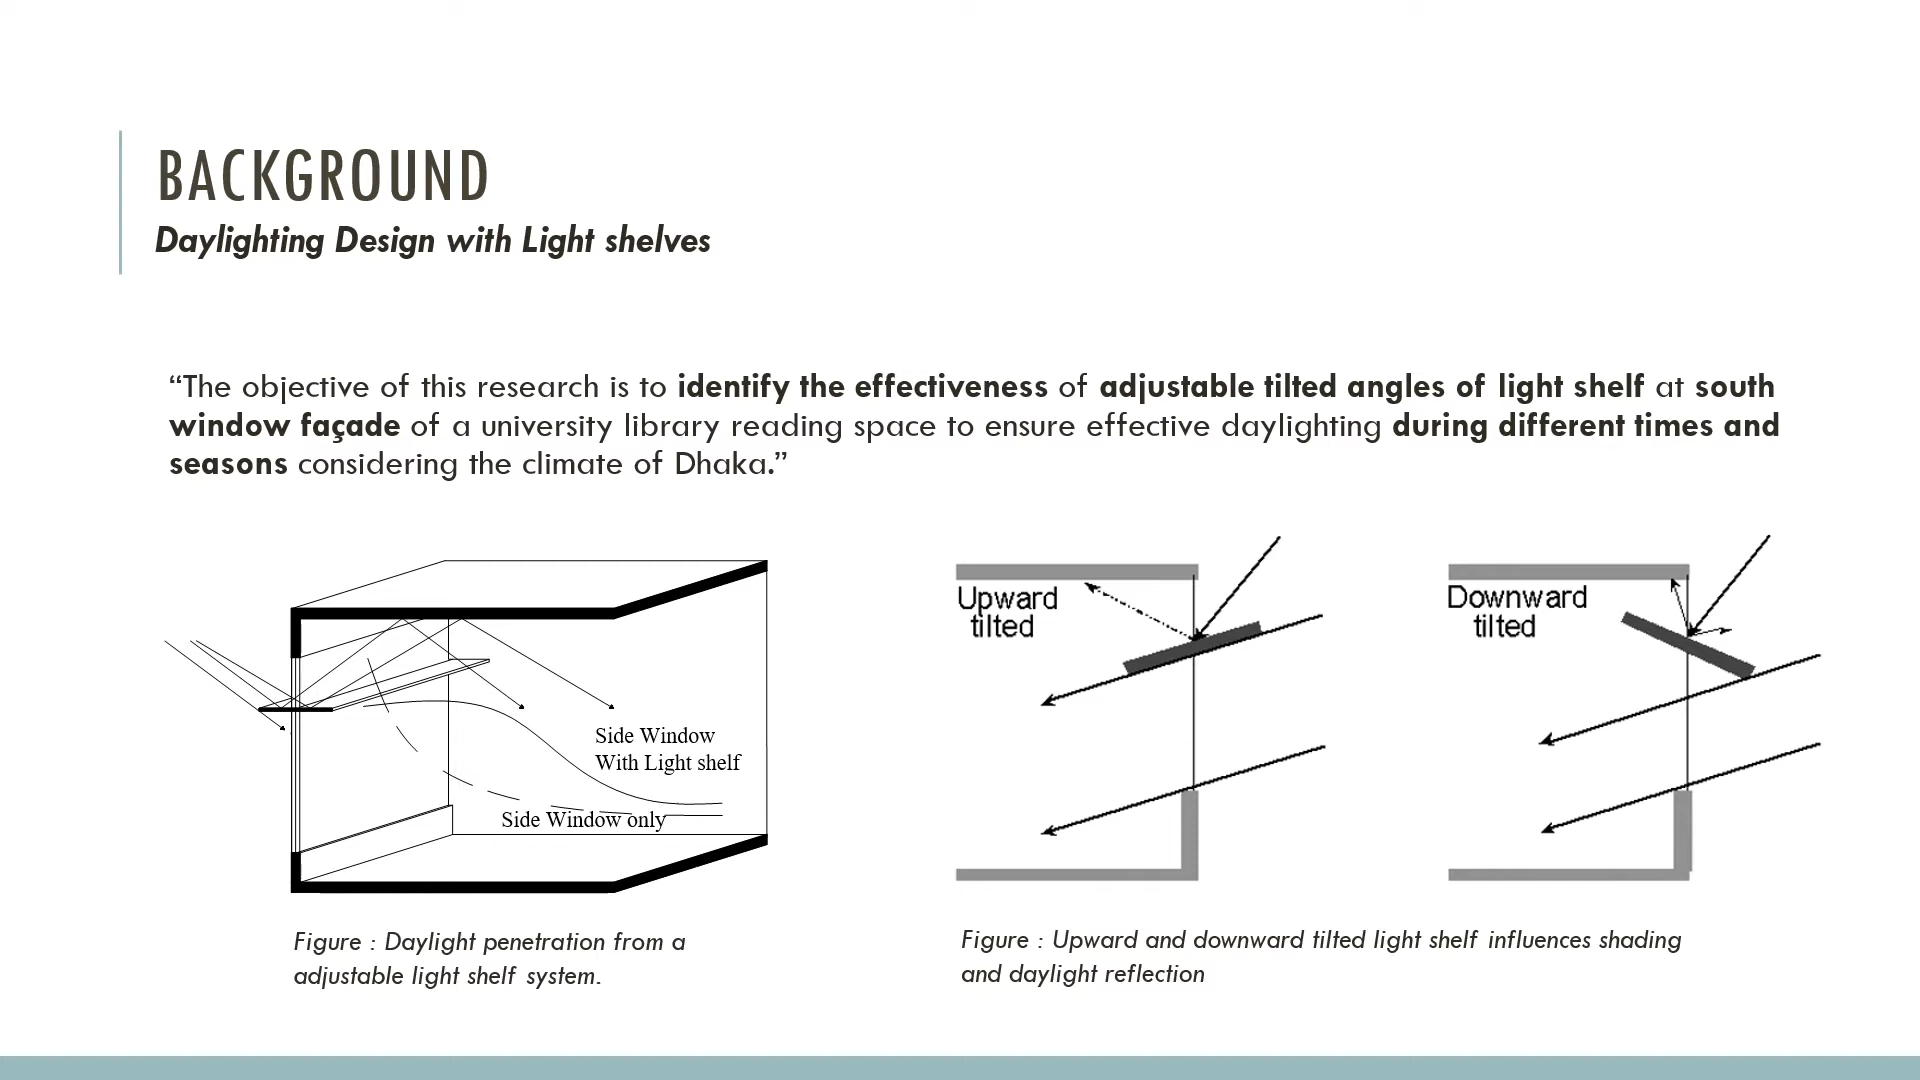 BACKGROUND
Daylighting Design with Light shelves
“The objective of this research is to identify the effectiveness of adjustable tilted angles of light shelf at south
window façade of a university library reading space to ensure effective daylighting during different times and
seasons considering the climate of Dhaka.”
Side Window
With Light shelf
Side Window only
Figure : Daylight penetration from a
adjustable light shelf system.
Upward
tilted
Downward
tilted
Figure : Upward and downward tilted light shelf influences shading
and daylight reflection